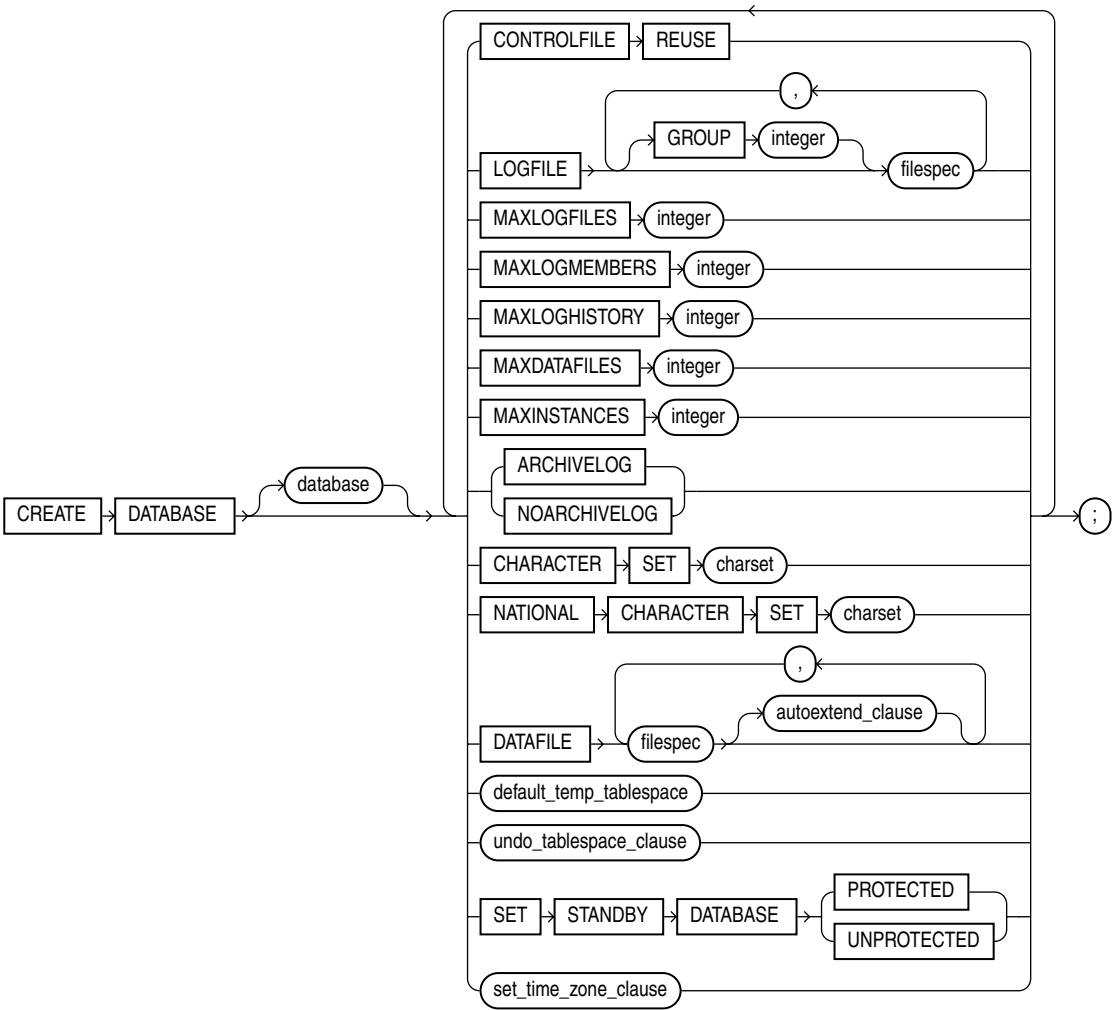 CONTROLFILE REUSE
,
GROUP integer
LOGFILE filespec
MAXLOGFILES integer
MAXLOGMEMBERS integer
MAXLOGHISTORY integer
MAXDATAFILES integer
MAXINSTANCES integer
ARCHIVELOG
database
CREATE DATABASE NOARCHIVELOG ;
CHARACTER SET charset
NATIONAL CHARACTER SET charset
,
autoextend_clause
DATAFILE filespec
default_temp_tablespace
undo_tablespace_clause
PROTECTED
SET STANDBY DATABASE
UNPROTECTED
set_time_zone_clause